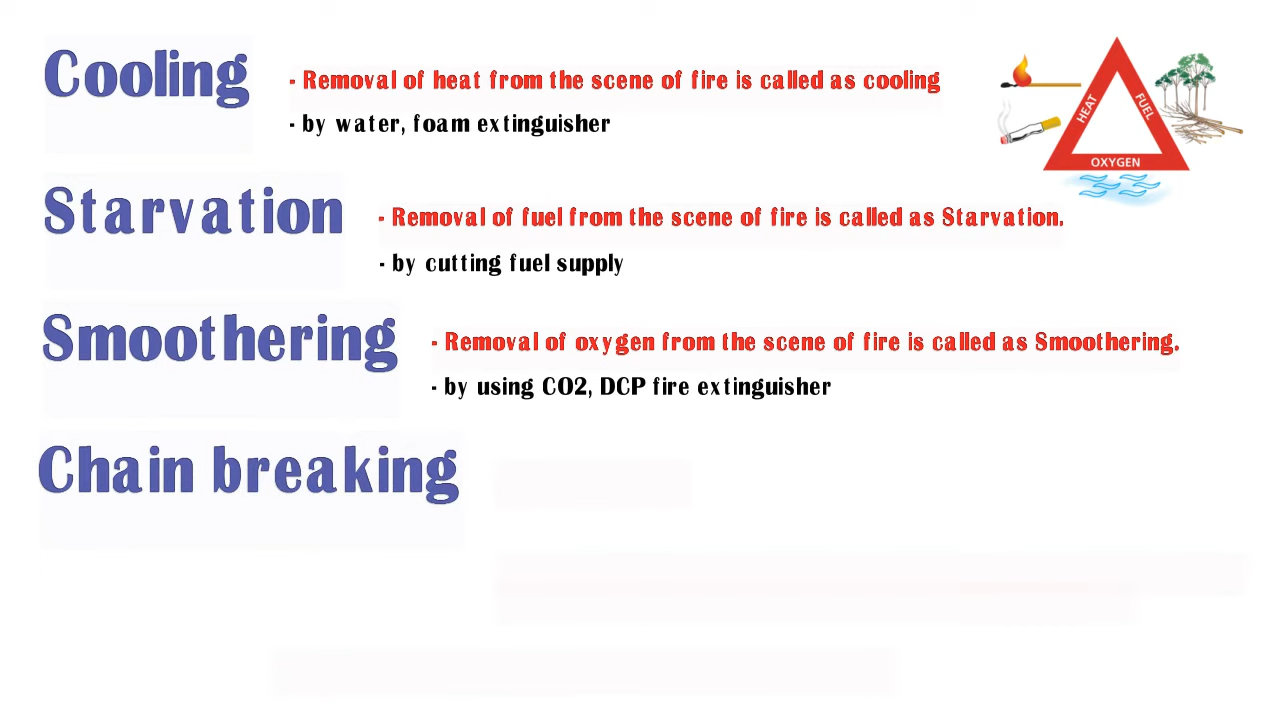 Cooling
- Removal of heat from the scene of fire is called as cooling
- by water, foam extinguisher
HEAT
FUEL
OXYGEN
Starvation
- Removal of fuel from the scene of fire is called as Starvation.
- by cutting fuel supply
Smoothering
- Removal of oxygen from the scene of fire is called as Smoothering.
- by using CO2, DCP fire extinguisher
Chain breaking